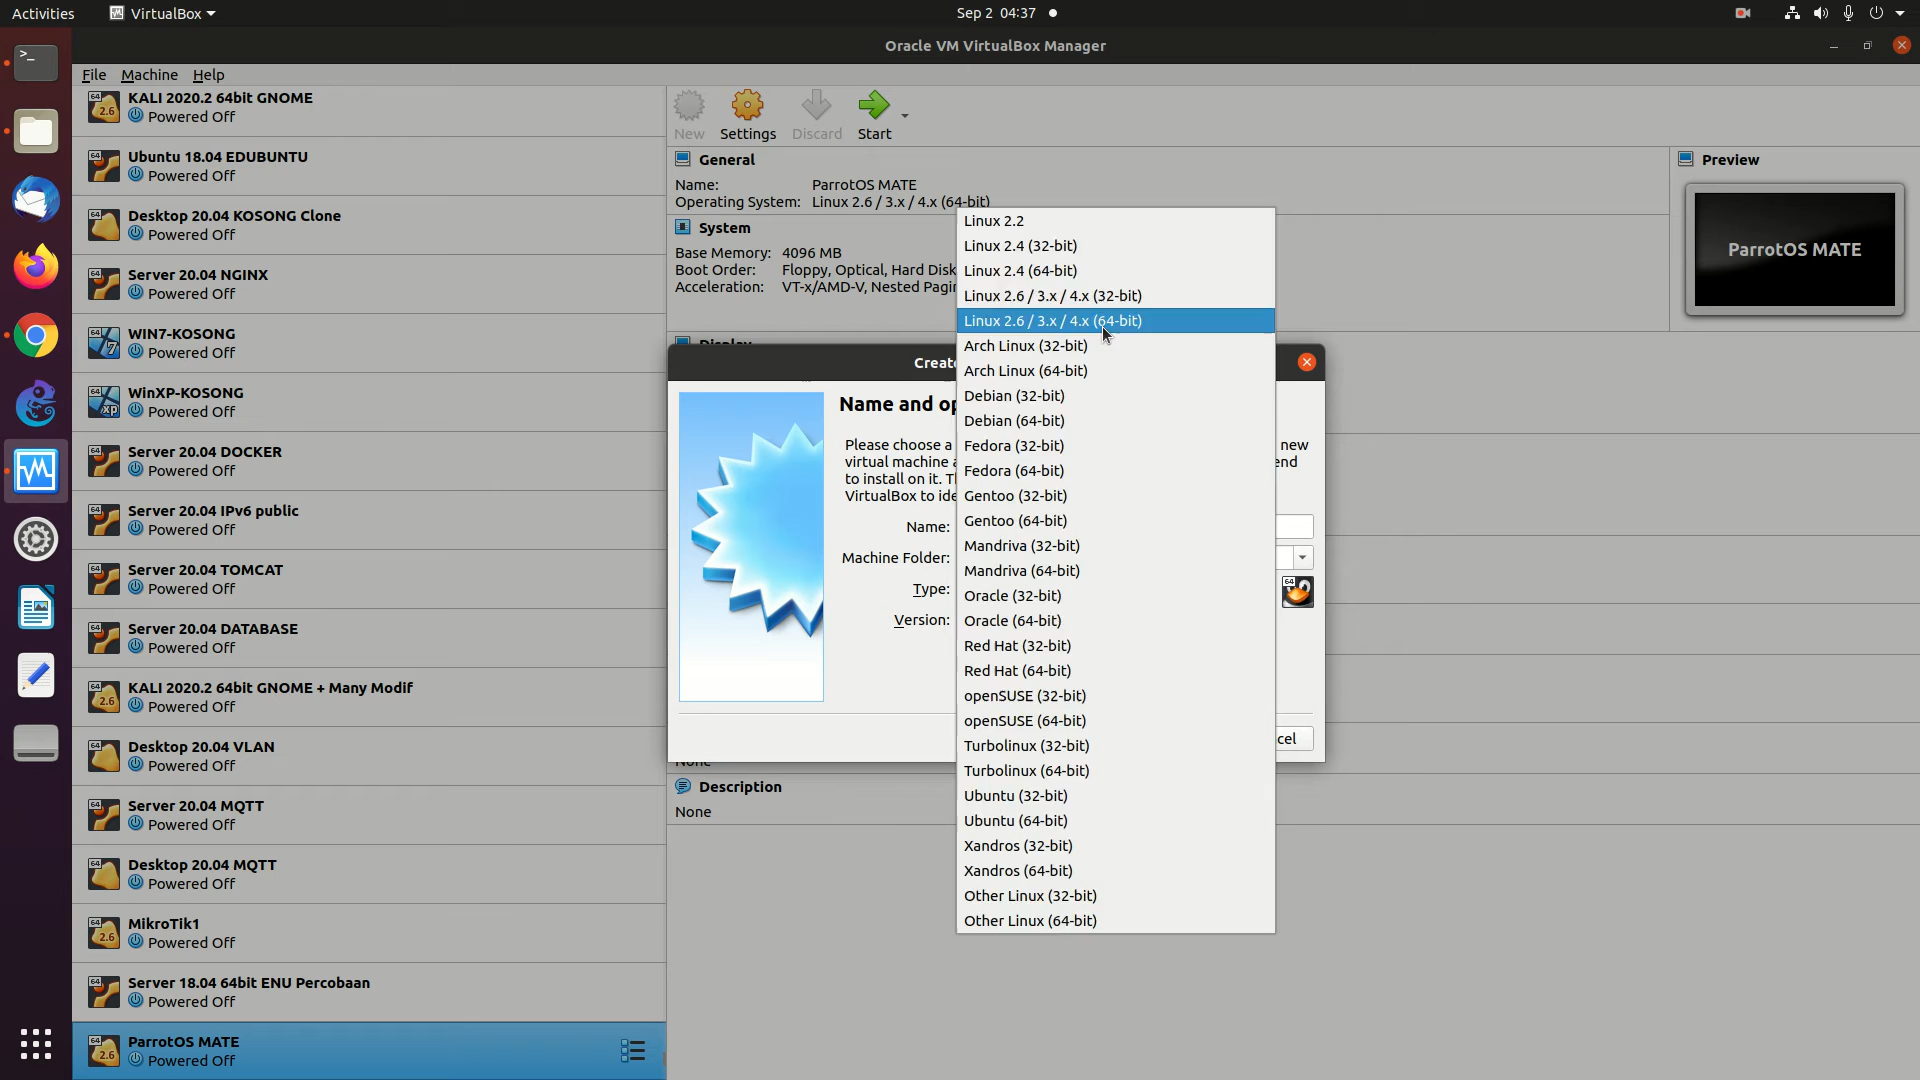 Activities
VirtualBox
Sep 2 04:37
Oracle VM VirtualBox Manager
File Machine Help
KALI 2020.2 64bit GNOME
Powered Off
Ubuntu 18.04 EDUBUNTU
Powered Off
Desktop 20.04 KOSONG Clone
Powered Off
Server 20.04 NGINX
Powered Off
WIN7-KOSONG
Powered Off
WinXP-KOSONG
Powered Off
Server 20.04 DOCKER
Powered Off
Server 20.04 IPv6 public
Powered Off
Server 20.04 TOMCAT
Powered Off
Server 20.04 DATABASE
Powered Off
KALI 2020.2 64bit GNOME + Many Modif
Powered Off
Desktop 20.04 VLAN
Powered Off
Server 20.04 MQTT
Powered Off
Desktop 20.04 MQTT
Powered Off
MikroTik1
Powered Off
Server 18.04 64bit ENU Percobaan
Powered Off
ParrotOS MATE
Powered Off
New Settings Discard Start
General
Name: ParrotOS MATE
Operating System: Linux 2.6 / 3.x / 4.x (64-bit)
System
Base Memory: 4096 MB
Boot Order: Floppy, Optical, Hard Disk
Acceleration: VT-x/AMD-V, Nested Pagin
Preview
ParrotOS MATE
Create
Name and op
Please choose a new
virtual machine a end
to install on it. T
VirtualBox to ide
Name:
Machine Folder:
Type:
Version:
cel
Linux 2.2
Linux 2.4 (32-bit)
Linux 2.4 (64-bit)
Linux 2.6 / 3.x / 4.x (32-bit)
Linux 2.6 / 3.x / 4.x (64-bit)
Arch Linux (32-bit)
Arch Linux (64-bit)
Debian (32-bit)
Debian (64-bit)
Fedora (32-bit)
Fedora (64-bit)
Gentoo (32-bit)
Gentoo (64-bit)
Mandriva (32-bit)
Mandriva (64-bit)
Oracle (32-bit)
Oracle (64-bit)
Red Hat (32-bit)
Red Hat (64-bit)
openSUSE (32-bit)
openSUSE (64-bit)
Turbolinux (32-bit)
Turbolinux (64-bit)
Ubuntu (32-bit)
Ubuntu (64-bit)
Xandros (32-bit)
Xandros (64-bit)
Other Linux (32-bit)
Other Linux (64-bit)
Description
None